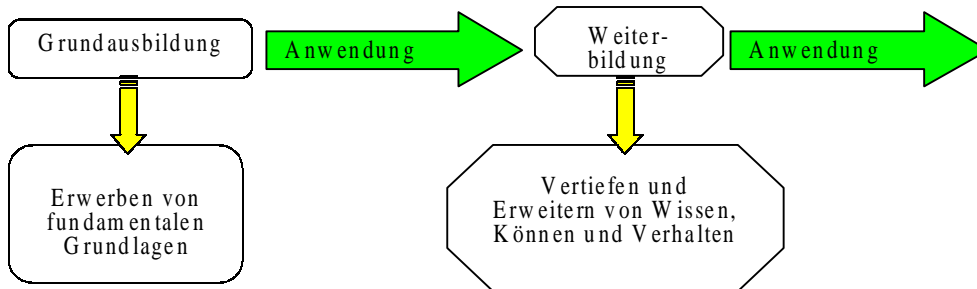 Grundausbildung
Anwendung
Weiter-
bildung
Anwendung
Erwerben von
fundamentalen
Grundlagen
Vertiefen und
Erweitern von Wissen,
Können und Verhalten